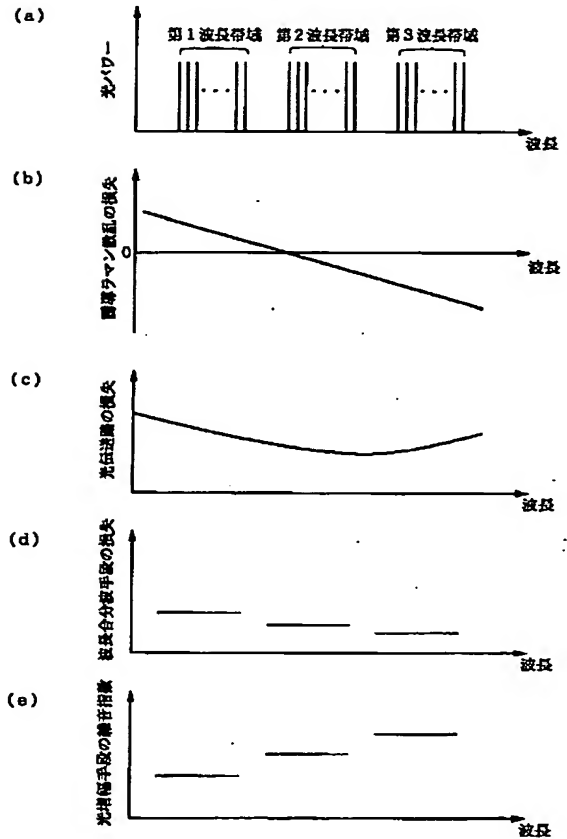 (a)
第1波長帯域 第2波長帯域 第3波長帯域
光パワー
波長
(b)
誘導ラマン散乱の損失
0
波長
(c)
光伝送路の損失
波長
(d)
波長合分波手段の損失
波長
(e)
光増幅手段の雑音指数
波長